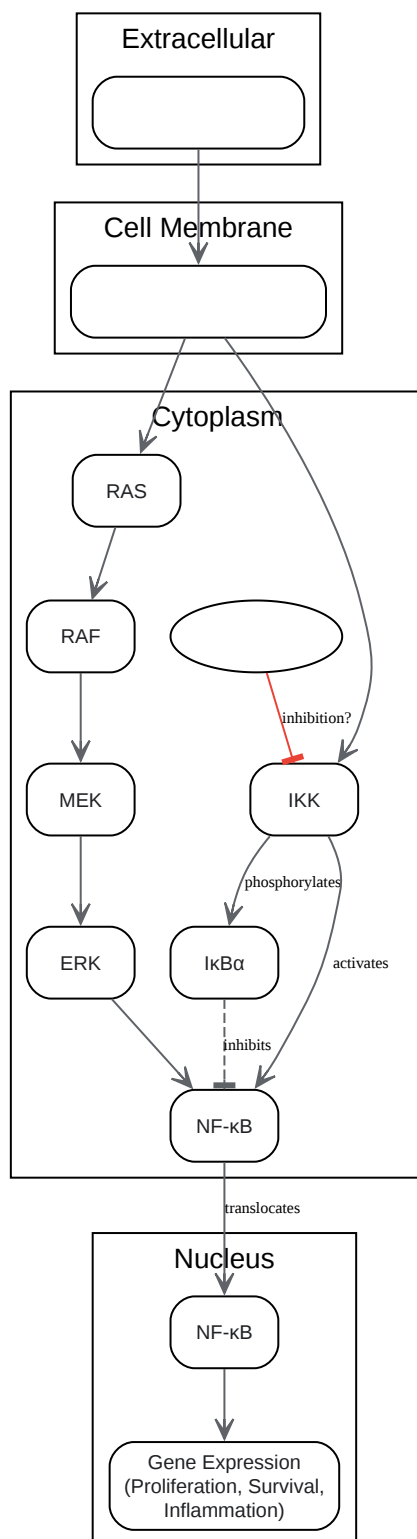 Extracellular
Cell Membrane
Cytoplasm
RAS
RAF
inhibition?
MEK
IKK
phosphorylates
ERK
IκBα
activates
inhibits
NF-κB
translocates
Nucleus
NF-κB
Gene Expression
(Proliferation, Survival,
Inflammation)